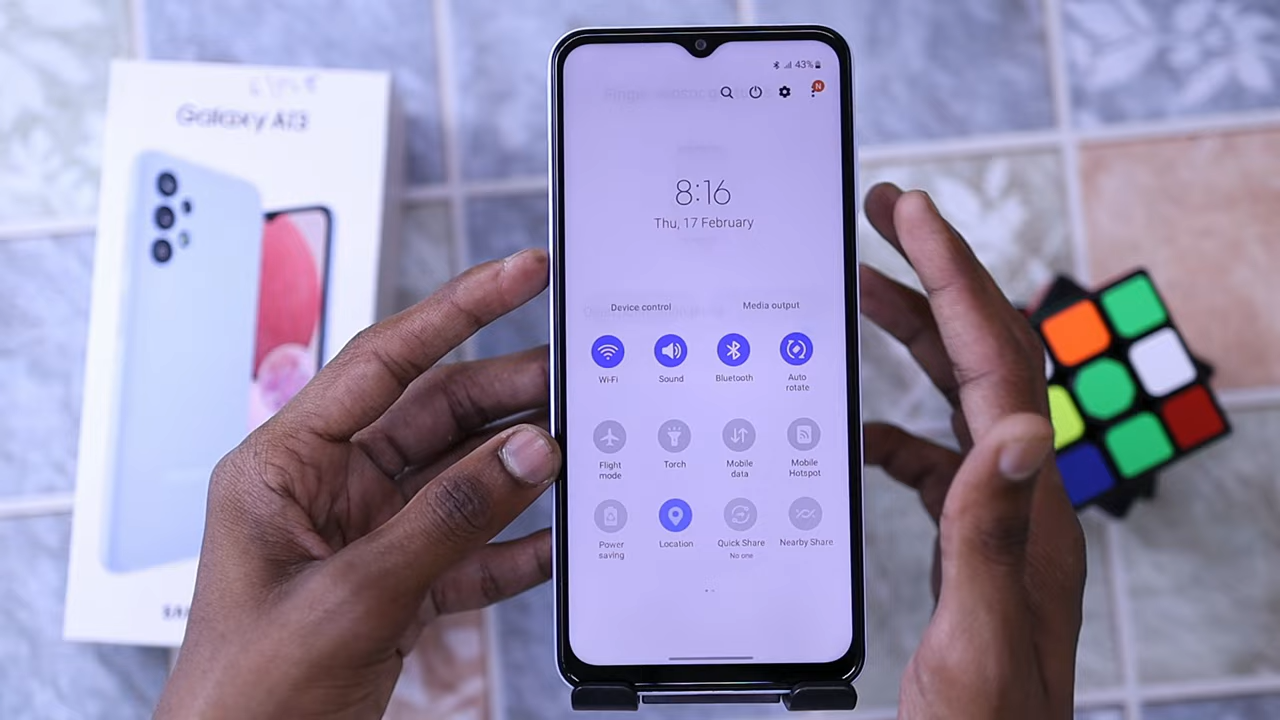 Galaxy A13
43%
N
8:16
Thu, 17 February
Device control
Media output
Wi-Fi
Sound
Bluetooth
Auto
rotate
Flight
mode
Torch
Mobile
data
Mobile
Hotspot
Power
saving
Location
Quick Share
No one
Nearby Share